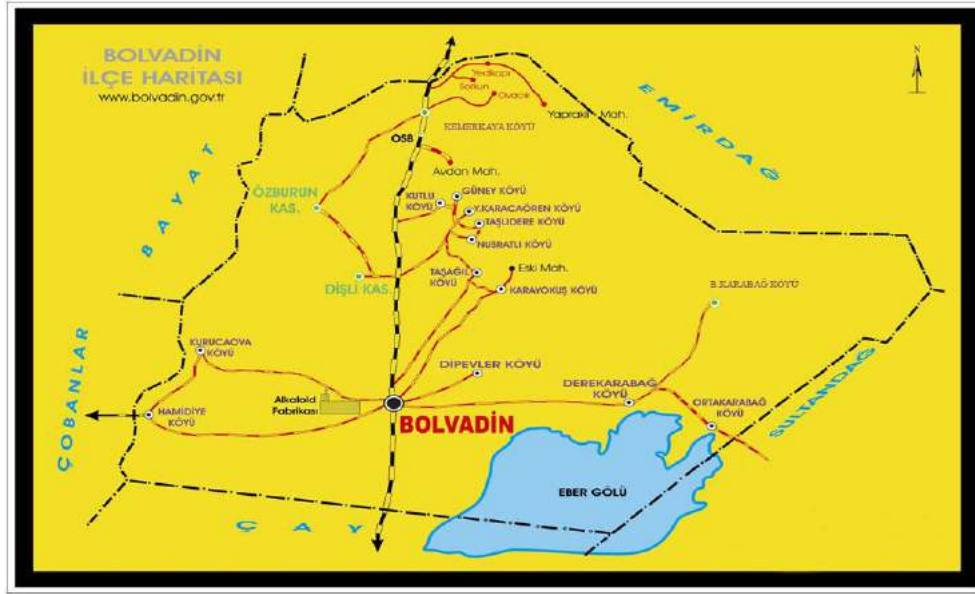 BOLVADİN
İLÇE HARİTASI
www.bolvadin.gov.tr
N
Yedikapı
Sorkun
Ovacık
Yapraklı Mah.
EMİRDAĞ
KEMERKAYA KÖYÜ
OSB
Avdan Mah.
BAYAT
ÖZBURUN
KAS.
KUTLU
KÖYÜ
GÜNEY KÖYÜ
Y.KARACAÖREN KÖYÜ
TAŞLIDERE KÖYÜ
NUSRATLI KÖYÜ
DİŞLİ KAS.
TAŞAĞIL
KÖYÜ
Eski Mah.
KARAYOKUŞ KÖYÜ
B.KARABAĞ KÖYÜ
ÇOBANLAR
KURUCAOVA
KÖYÜ
DİPEVLER KÖYÜ
SULTANDAĞ
HAMİDİYE
KÖYÜ
Alkaloid
Fabrikası
BOLVADİN
DEREKARABAĞ
KÖYÜ
ORTAKARABAĞ
KÖYÜ
EBER GÖLÜ
ÇAY